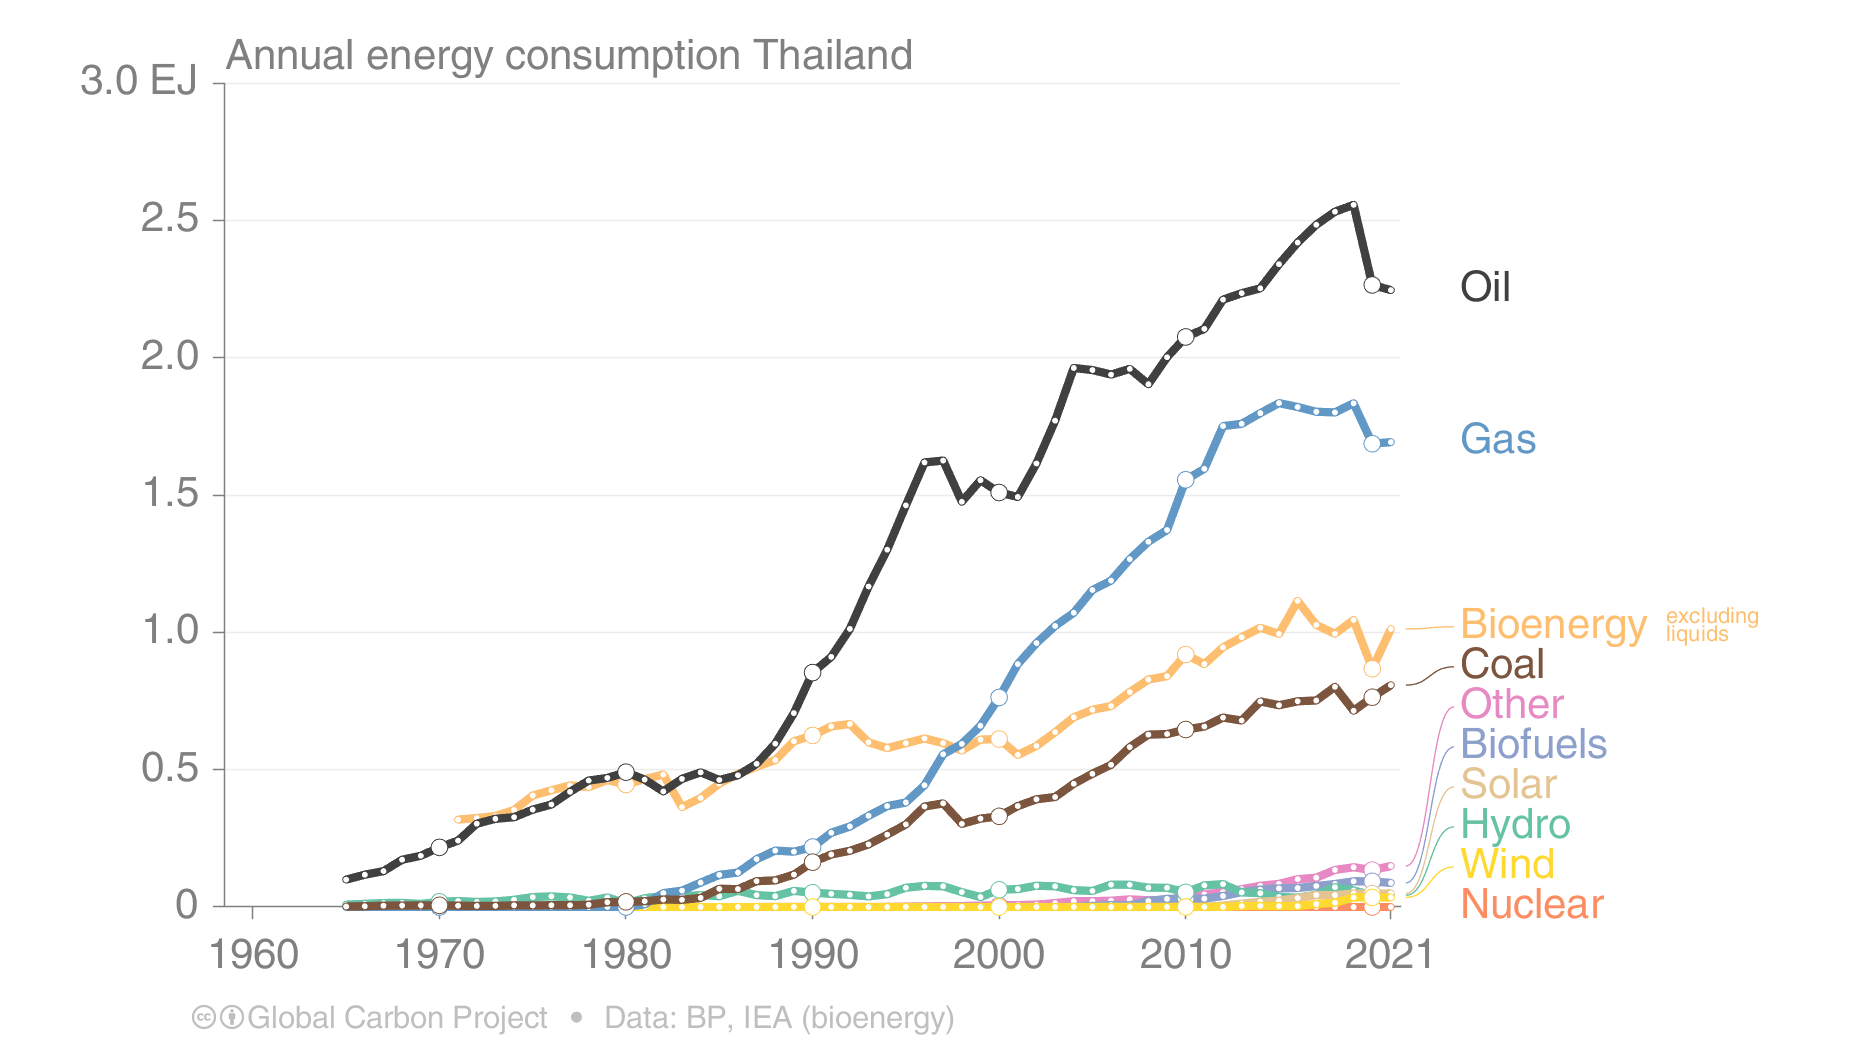 Annual energy consumption Thailand
3.0 EJ
2.5
2.0
1.5
1.0
0.5
0
1960 1970 1980 1990 2000 2010 2021
Oil
Gas
Bioenergy excluding liquids
Coal
Other
Biofuels
Solar
Hydro
Wind
Nuclear
cc Global Carbon Project • Data: BP, IEA (bioenergy)